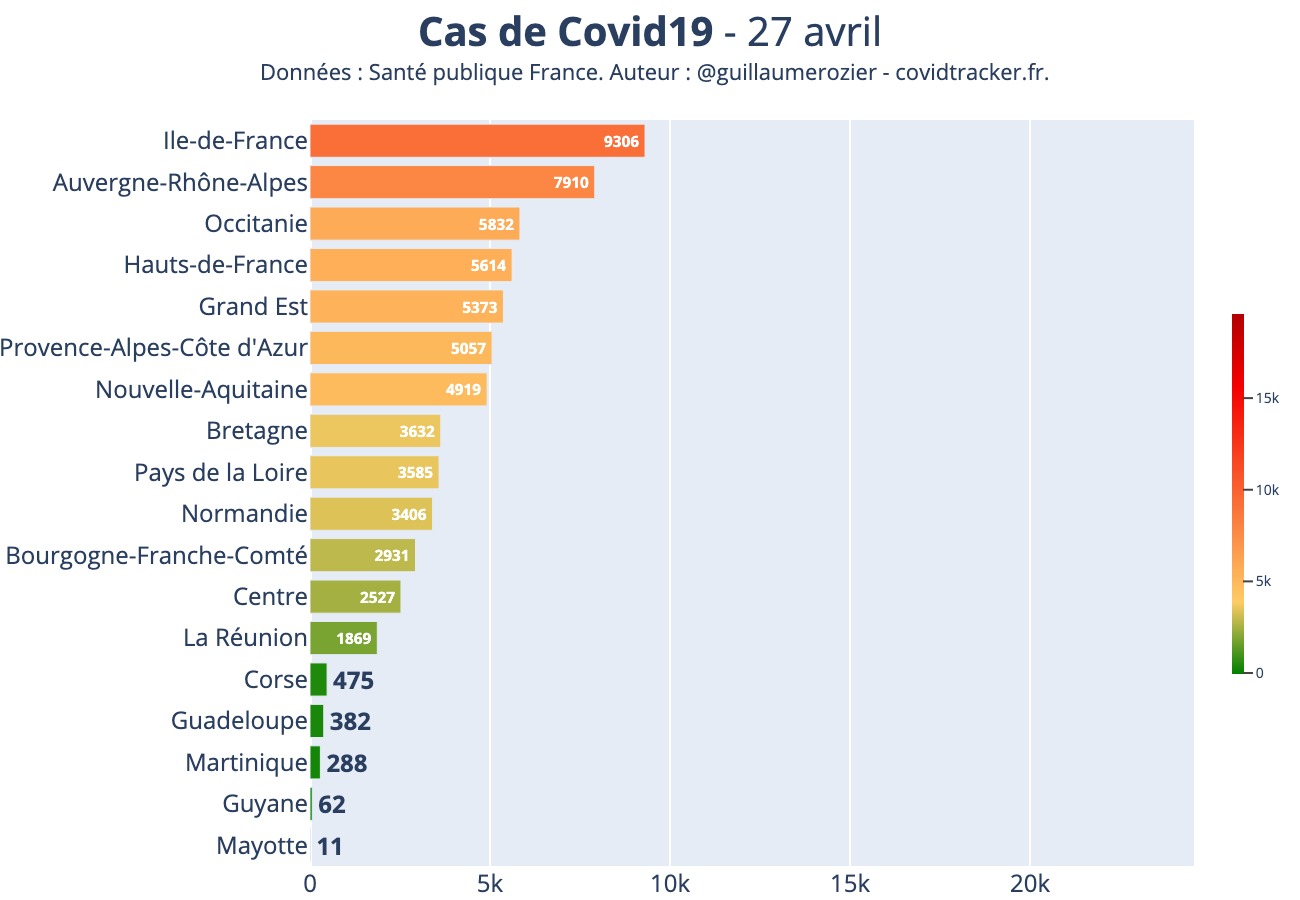 Cas de Covid19 - 27 avril
Données : Santé publique France. Auteur : @guillaumerozier - covidtracker.fr.
Ile-de-France 9306
Auvergne-Rhône-Alpes 7910
Occitanie 5832
Hauts-de-France 5614
Grand Est 5373
Provence-Alpes-Côte d'Azur 5057
Nouvelle-Aquitaine 4919
Bretagne 3632
Pays de la Loire 3585
Normandie 3406
Bourgogne-Franche-Comté 2931
Centre 2527
La Réunion 1869
Corse 475
Guadeloupe 382
Martinique 288
Guyane 62
Mayotte 11
0 5k 10k 15k 20k
15k
10k
5k
0